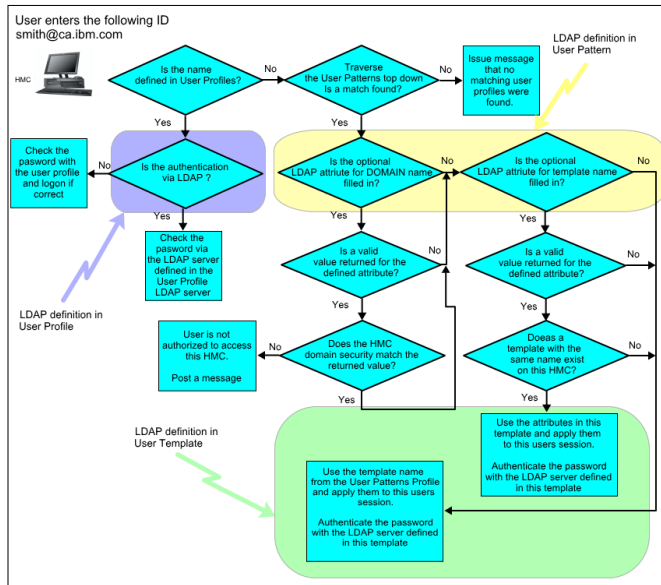 User enters the following ID
smith@ca.ibm.com
HMC
Is the name
defined in User Profiles?
No
Traverse
the User Patterns top down
Is a match found?
No
Issue message
that no
matching user
profiles were
found.
LDAP definition in
User Pattern
Yes
Yes
Check the
pasword with
the user profile
and logon if
correct
No
Is the authentication
via LDAP ?
Is the optional
LDAP attriute for DOMAIN name
filled in?
No
Is the optional
LDAP attriute for template name
filled in?
No
Yes
Yes
Yes
Check the
pasword via
the LDAP server
defined in the
User Profile
LDAP server
Is a valid
value returned for the
defined attribute?
No
Is a valid
value returned for the
defined attribute?
No
LDAP definition in
User Profile
Yes
Yes
User is not
authorized to access
this HMC.
Post a message
No
Does the HMC
domain security match the
returned value?
Doeas a
template with the
same name exist
on this HMC?
No
Yes
Yes
LDAP definition in
User Template
Use the attributes in this
template and apply them
to this users session.
Authenticate the password
with the LDAP server defined
in this template
Use the template name
from the User Patterns Profile
and apply them to this users
session.
Authenticate the password
with the LDAP server defined
in this template